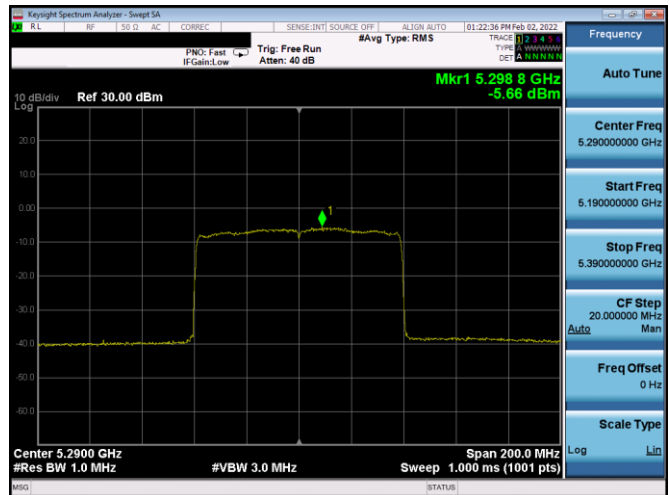 Keysight Spectrum Analyzer - Swept SA
RL RF 50 Ω AC CORREC SENSE:INT SOURCE OFF ALIGN AUTO 01:22:36 PM Feb 02, 2022
#Avg Type: RMS
TRACE 1 2 3 4 5 6
TYPE A WWWWW
DET A N N N N N
PNO: Fast
IFGain:Low
Trig: Free Run
Atten: 40 dB
Mkr1 5.298 8 GHz
-5.66 dBm
10 dB/div Ref 30.00 dBm
Log
20.0
10.0
0.00
-10.0
-20.0
-30.0
-40.0
-50.0
-60.0
1
Center 5.2900 GHz Span 200.0 MHz
#Res BW 1.0 MHz #VBW 3.0 MHz Sweep 1.000 ms (1001 pts)
MSG STATUS
Frequency
Auto Tune
Center Freq
5.290000000 GHz
Start Freq
5.190000000 GHz
Stop Freq
5.390000000 GHz
CF Step
20.000000 MHz
Auto Man
Freq Offset
0 Hz
Scale Type
Log Lin